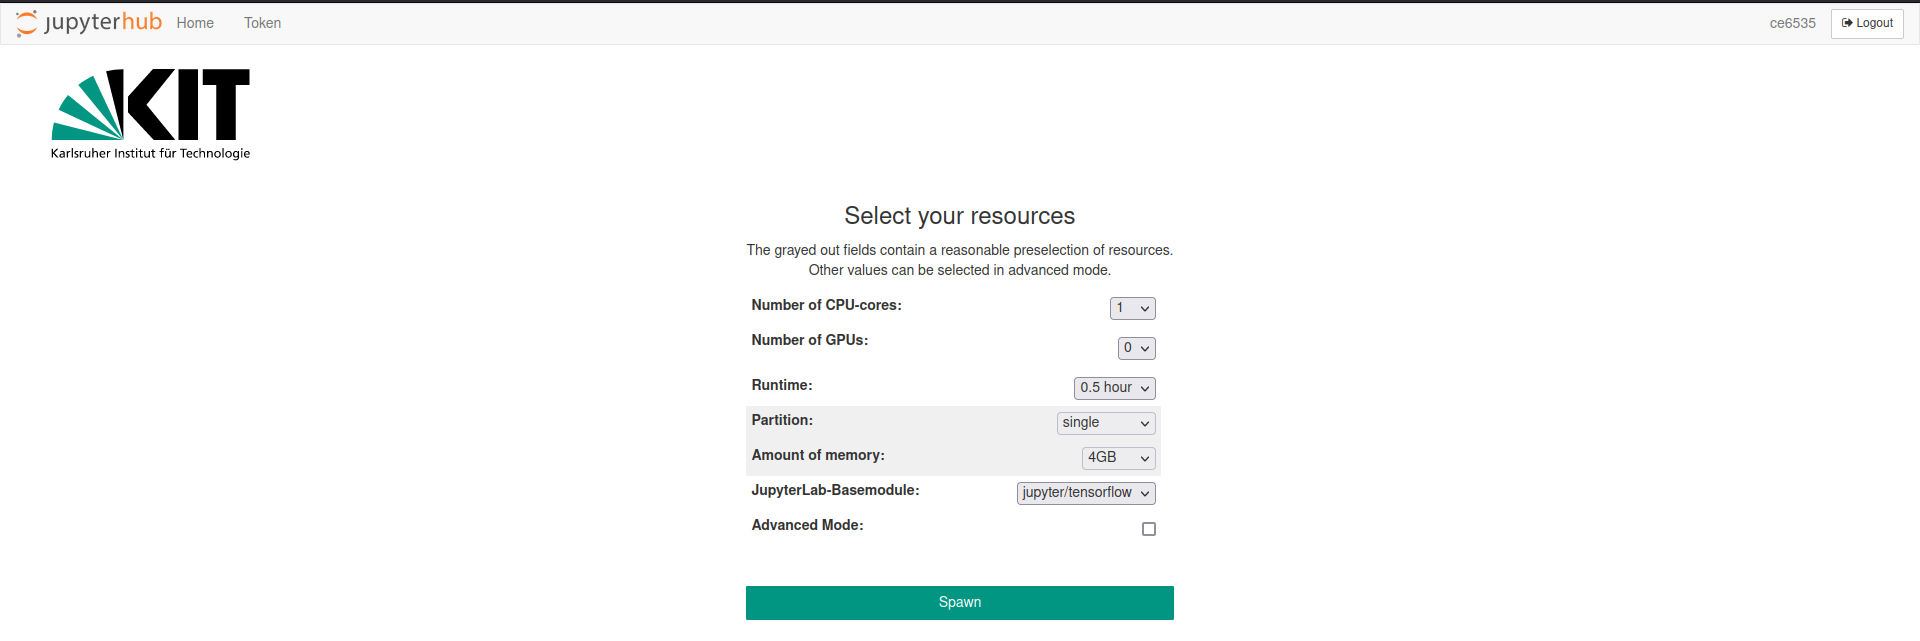 jupyterhub Home Token ce6535 Logout
KIT
Karlsruher Institut für Technologie
Select your resources
The grayed out fields contain a reasonable preselection of resources.
Other values can be selected in advanced mode.
Number of CPU-cores: 1
Number of GPUs: 0
Runtime: 0.5 hour
Partition: single
Amount of memory: 4GB
JupyterLab-Basemodule: jupyter/tensorflow
Advanced Mode:
Spawn